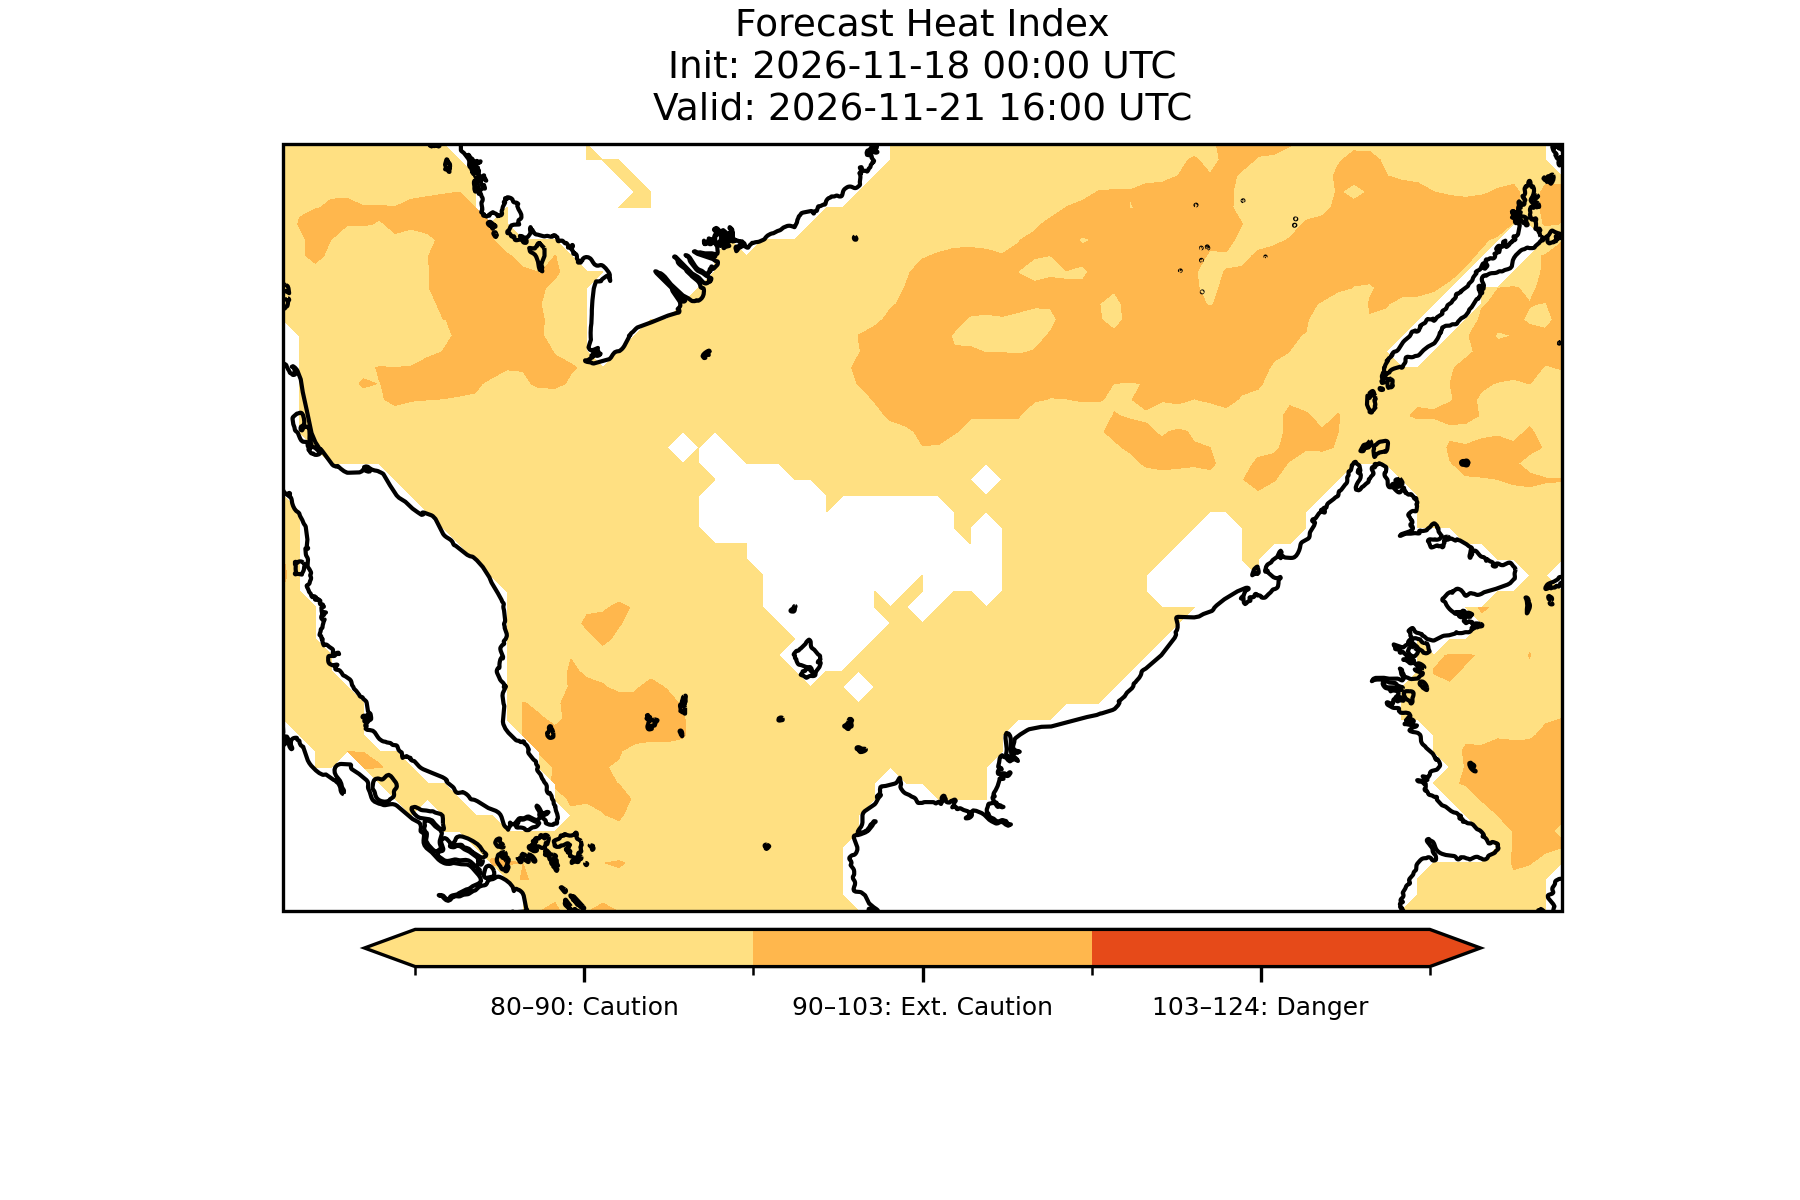 Forecast Heat Index
Init: 2026-11-18 00:00 UTC
Valid: 2026-11-21 16:00 UTC
80–90: Caution
90–103: Ext. Caution
103–124: Danger